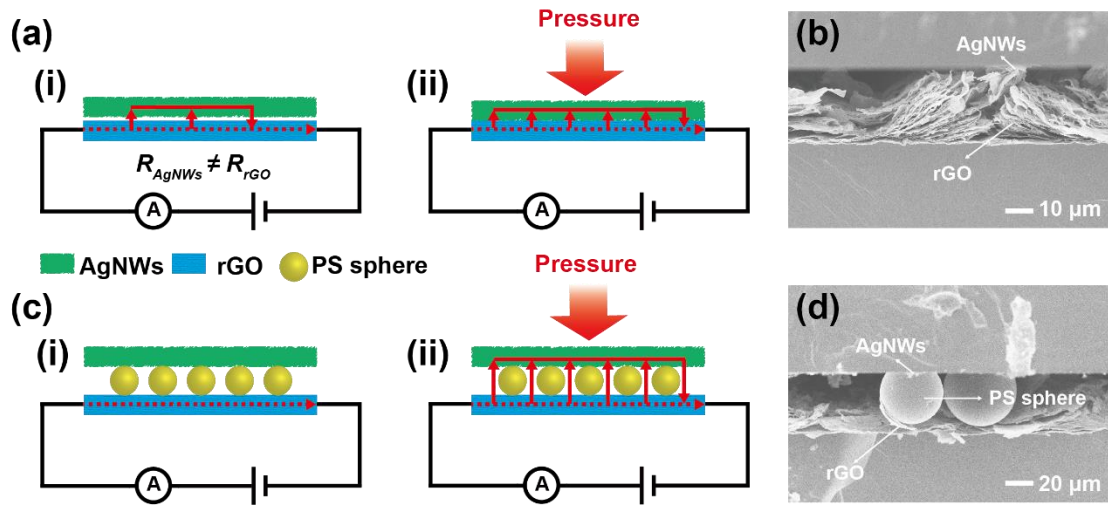 (a)
(i)
R_AgNWs ≠ R_rGO
A
Pressure
(ii)
A
(b)
AgNWs
rGO
10 μm
AgNWs
rGO
PS sphere
(c)
(i)
A
Pressure
(ii)
A
(d)
AgNWs
PS sphere
rGO
20 μm